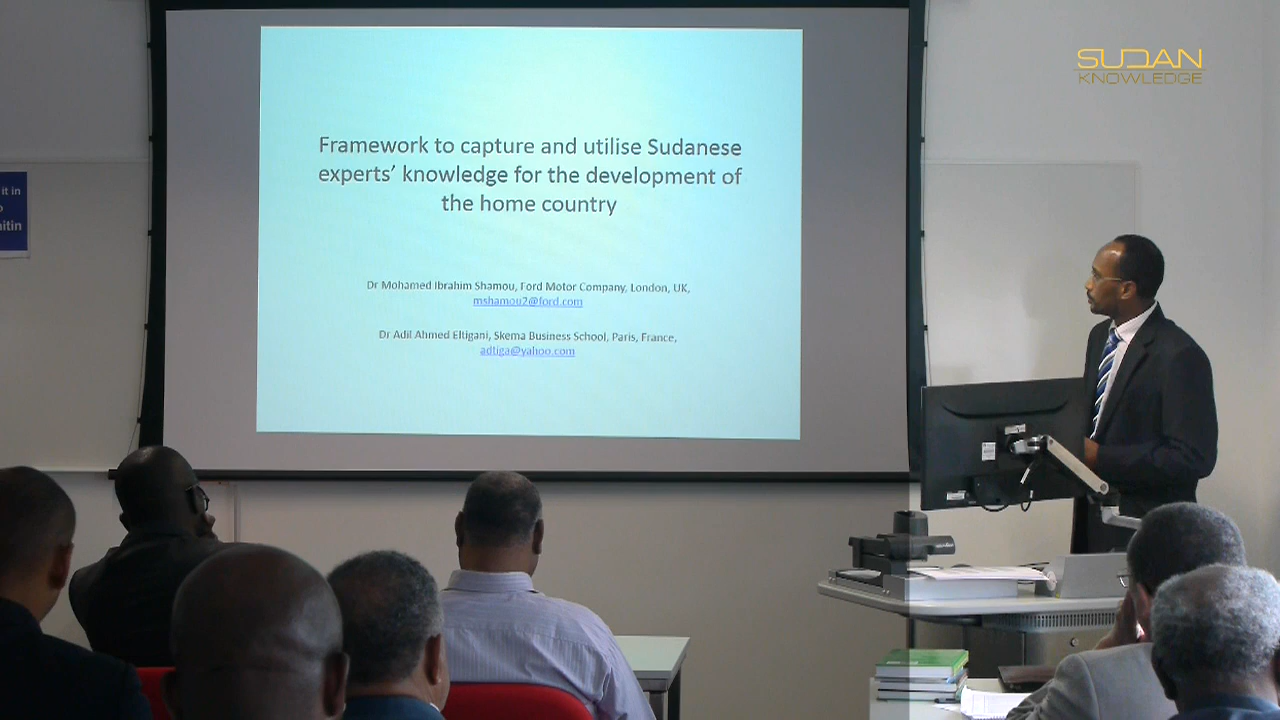 SUDAN
KNOWLEDGE
Framework to capture and utilise Sudanese
experts’ knowledge for the development of
the home country
Dr Mohamed Ibrahim Shamou, Ford Motor Company, London, UK,
mshamou2@ford.com
Dr Adil Ahmed Eltigani, Skema Business School, Paris, France,
adtiga@yahoo.com
it in